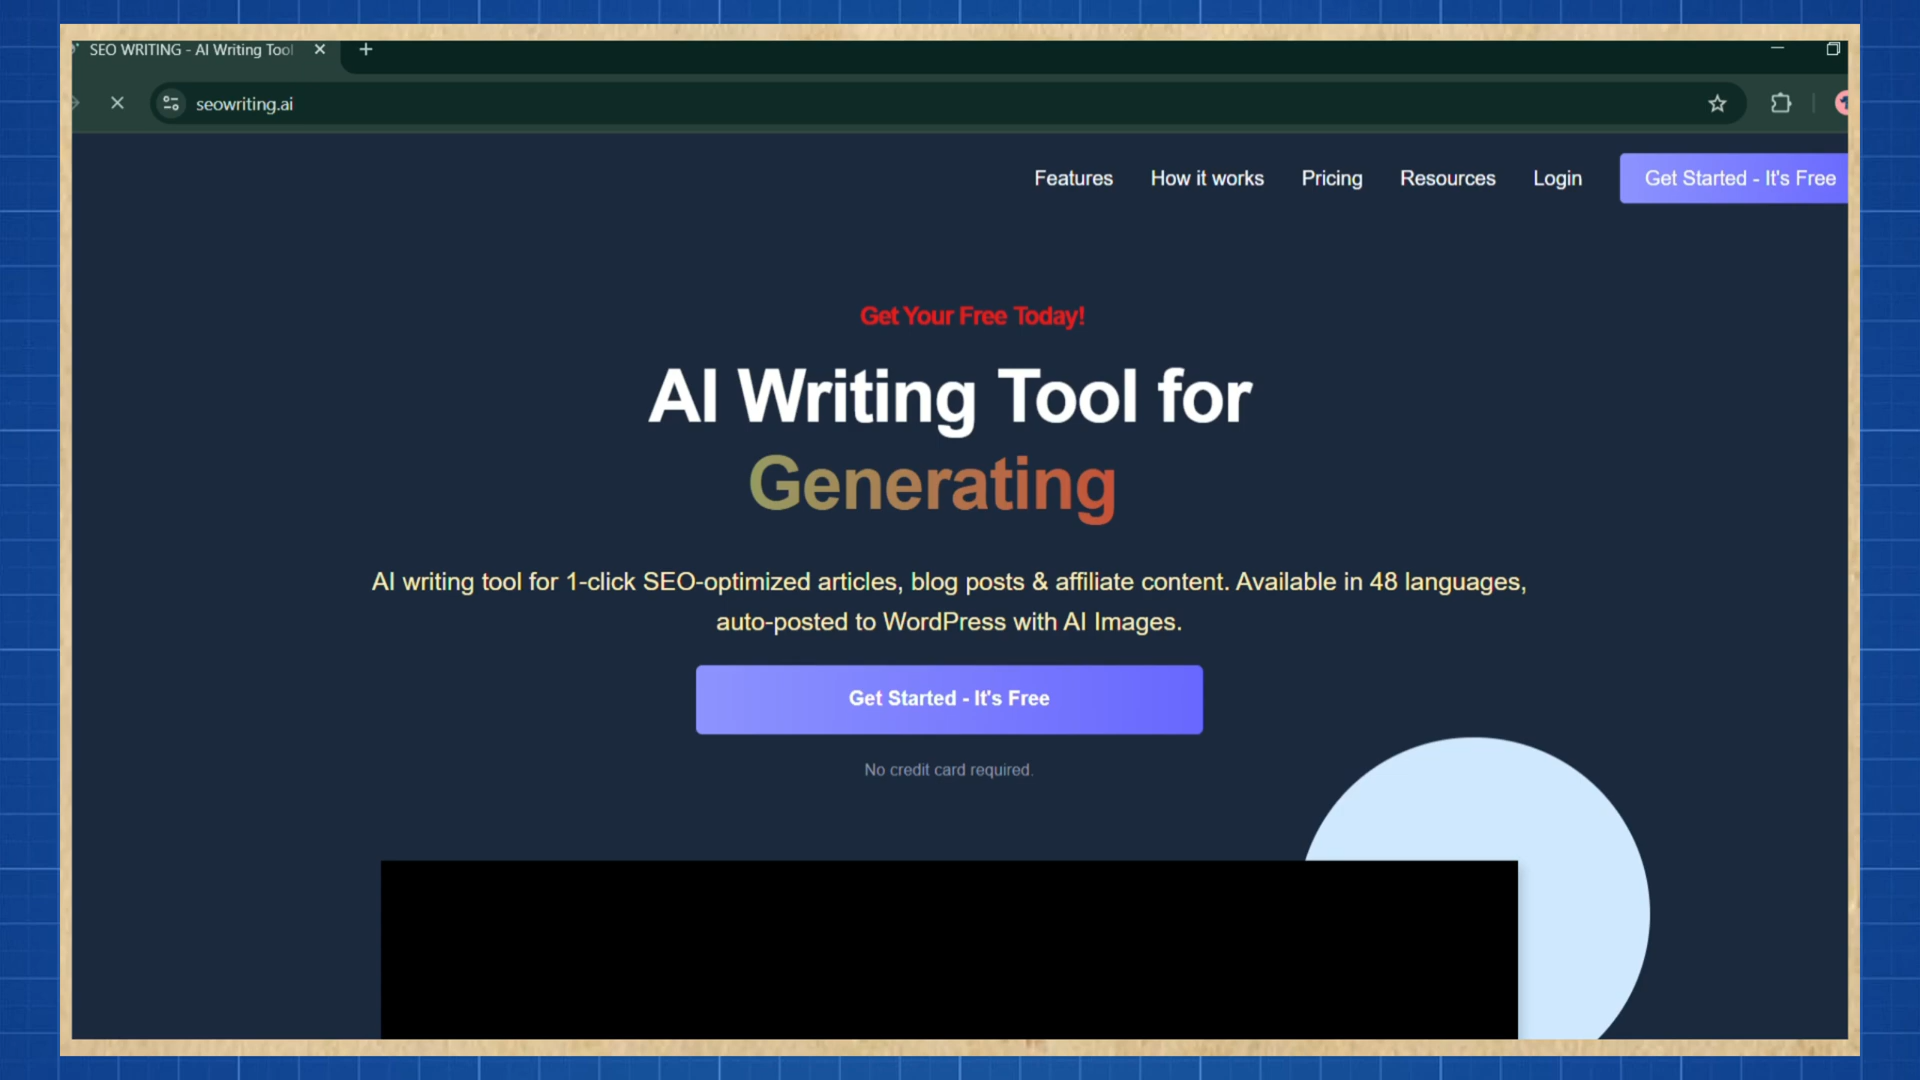 SEO WRITING - AI Writing Tool
seowriting.ai
Features How it works Pricing Resources Login Get Started - It's Free
Get Your Free Today!
AI Writing Tool for
Generating
AI writing tool for 1-click SEO-optimized articles, blog posts & affiliate content. Available in 48 languages,
auto-posted to WordPress with AI Images.
Get Started - It's Free
No credit card required.